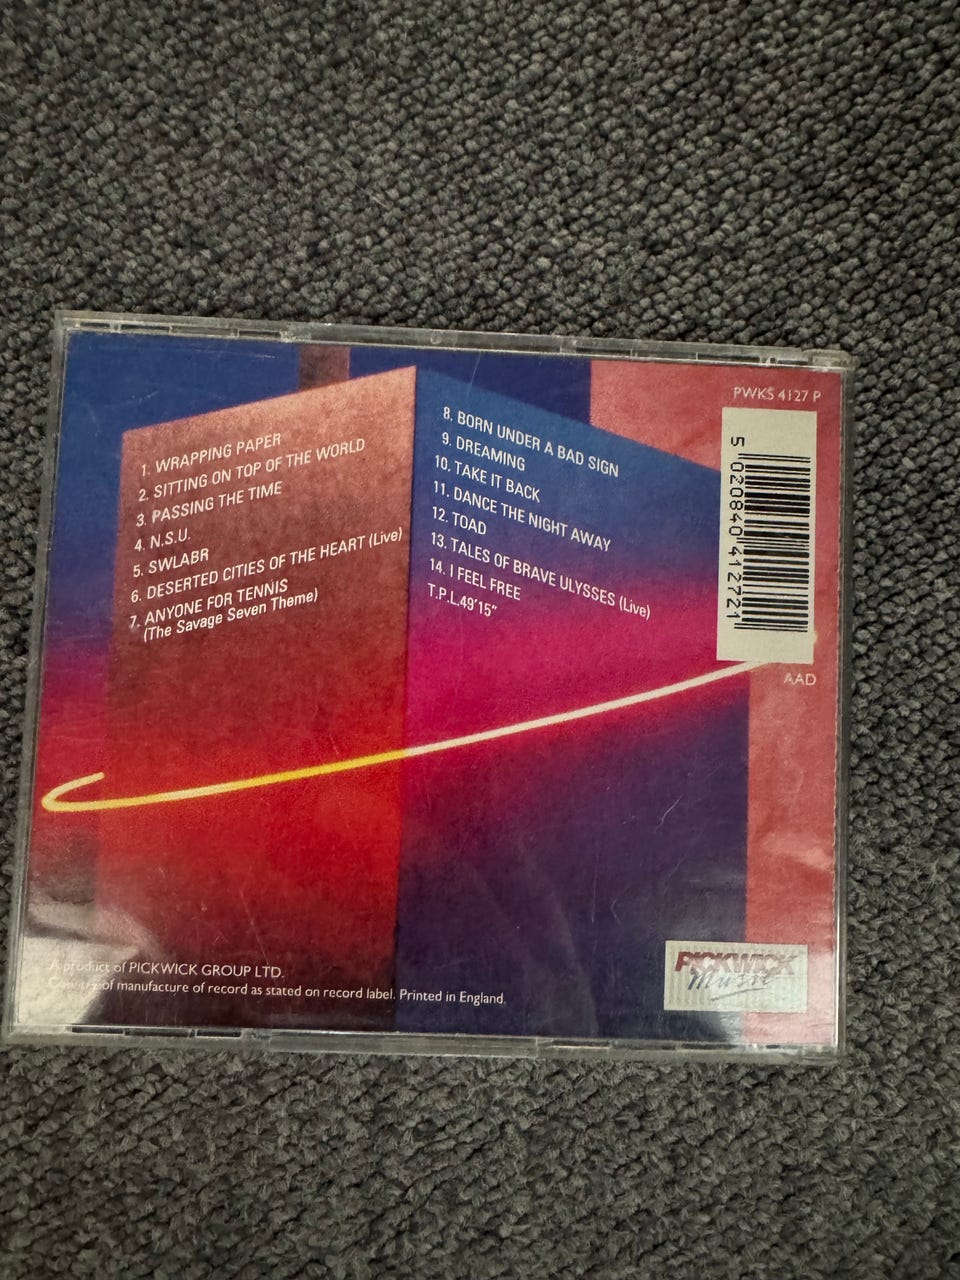 PWKS 4127 P
1. WRAPPING PAPER
2. SITTING ON TOP OF THE WORLD
3. PASSING THE TIME
4. N.S.U.
5. SWLABR
6. DESERTED CITIES OF THE HEART (Live)
7. ANYONE FOR TENNIS
(The Savage Seven Theme)
8. BORN UNDER A BAD SIGN
9. DREAMING
10. TAKE IT BACK
11. DANCE THE NIGHT AWAY
12. TOAD
13. TALES OF BRAVE ULYSSES (Live)
14. I FEEL FREE
T.P.L.49'15"
5 020840 412721
AAD
A product of PICKWICK GROUP LTD.
Country of manufacture of record as stated on record label. Printed in England.
PICKWICK
Music